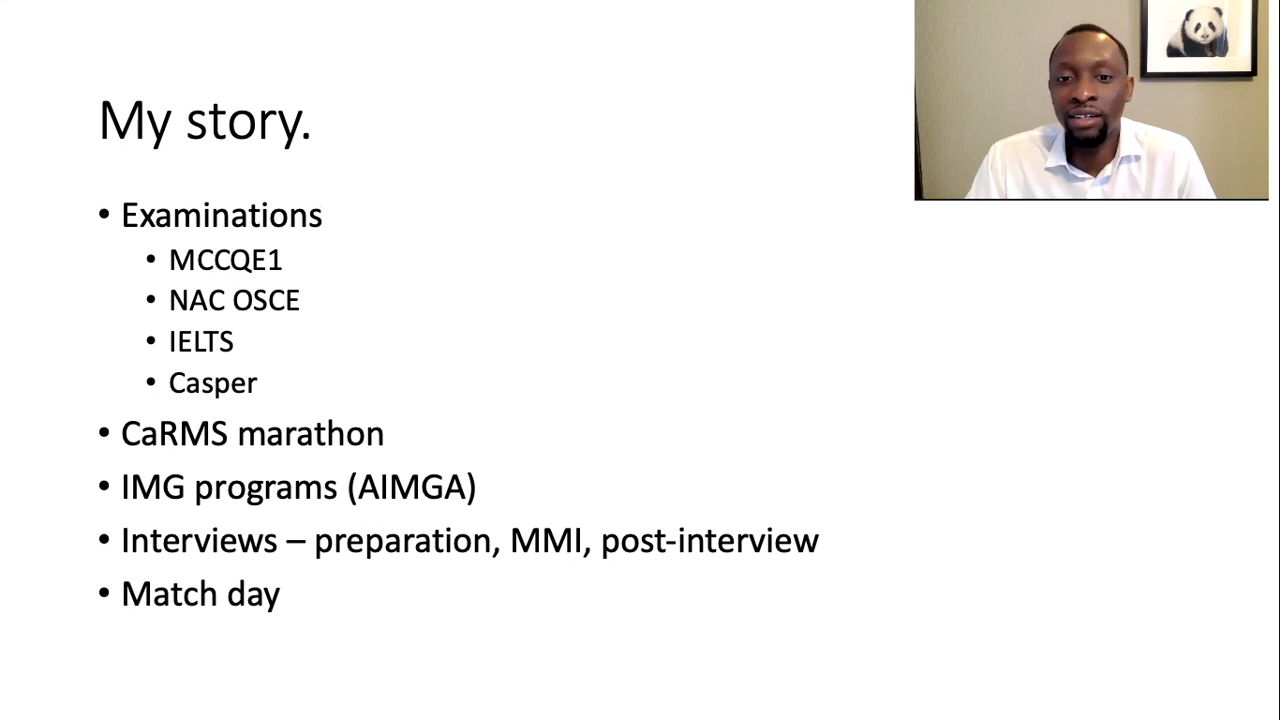 My story.
• Examinations
• MCCQE1
• NAC OSCE
• IELTS
• Casper
• CaRMS marathon
• IMG programs (AIMGA)
• Interviews – preparation, MMI, post-interview
• Match day